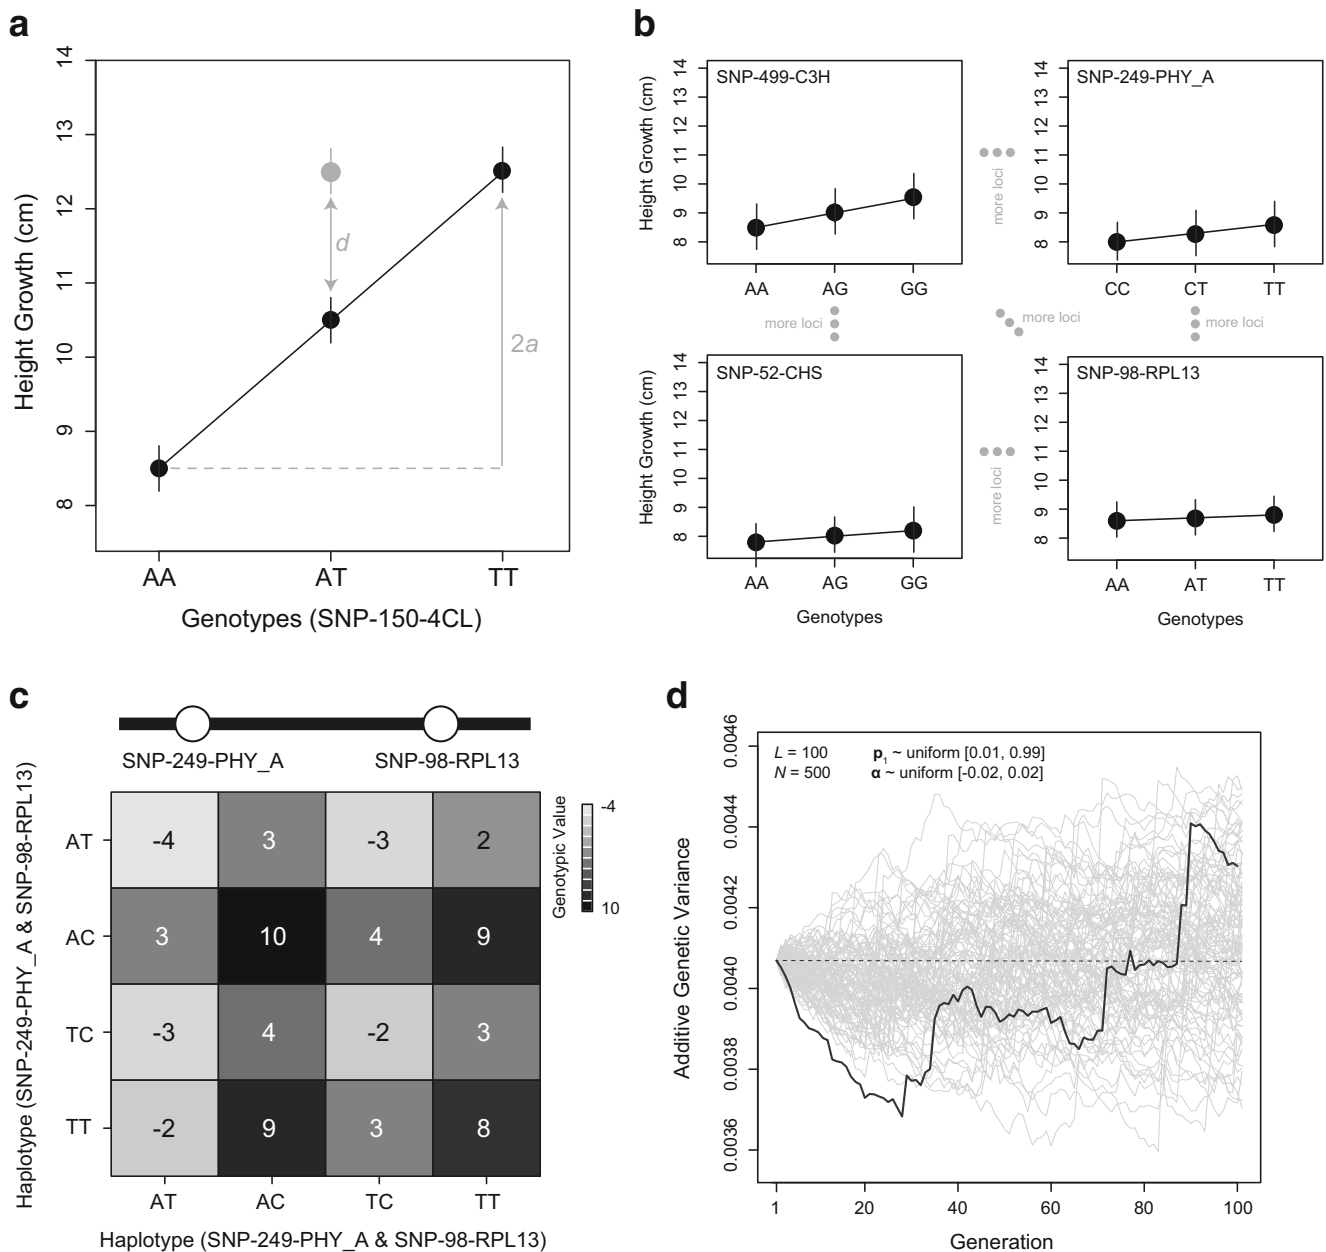 a
14
13
12
11
10
9
8
Height Growth (cm)
d
2a
AA AT TT
Genotypes (SNP-150-4CL)
b
SNP-499-C3H
14
13
12
11
10
9
8
Height Growth (cm)
AA AG GG
more loci
SNP-249-PHY_A
14
13
12
11
10
9
8
CC CT TT
more loci
more loci
more loci
SNP-52-CHS
14
13
12
11
10
9
8
Height Growth (cm)
AA AG GG
Genotypes
more loci
SNP-98-RPL13
14
13
12
11
10
9
8
AA AT TT
Genotypes
c
SNP-249-PHY_A SNP-98-RPL13
Haplotype (SNP-249-PHY_A & SNP-98-RPL13)
AT -4 3 -3 2
AC 3 10 4 9
TC -3 4 -2 3
TT -2 9 3 8
AT AC TC TT
Haplotype (SNP-249-PHY_A & SNP-98-RPL13)
Genotypic Value
-4
10
d
L = 100 p1 ~ uniform [0.01, 0.99]
N = 500 α ~ uniform [-0.02, 0.02]
0.0046
0.0044
0.0042
0.0040
0.0038
0.0036
Additive Genetic Variance
1 20 40 60 80 100
Generation